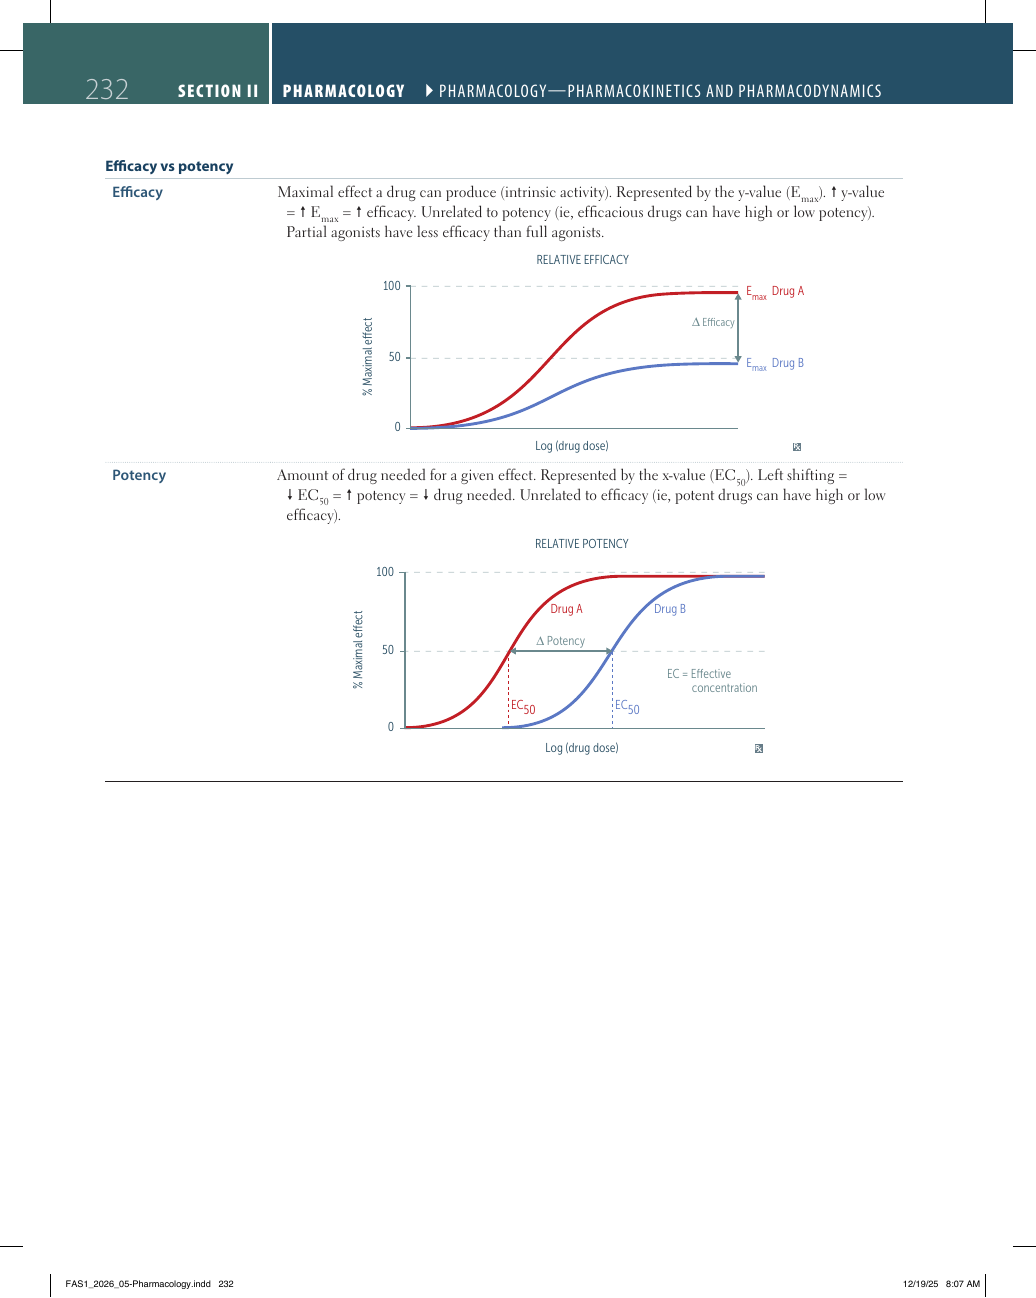 232 SECTION II PHARMACOLOGY PHARMACOLOGY—PHARMACOKINETICS AND PHARMACODYNAMICS
Efficacy vs potency
Efficacy
Maximal effect a drug can produce (intrinsic activity). Represented by the y-value (Emax). ↑ y-value
= ↑ Emax = ↑ efficacy. Unrelated to potency (ie, efficacious drugs can have high or low potency).
Partial agonists have less efficacy than full agonists.
RELATIVE EFFICACY
% Maximal effect
100
50
0
Emax Drug A
Δ Efficacy
Emax Drug B
Log (drug dose)
Potency
Amount of drug needed for a given effect. Represented by the x-value (EC50). Left shifting =
↓ EC50 = ↑ potency = ↓ drug needed. Unrelated to efficacy (ie, potent drugs can have high or low
efficacy).
RELATIVE POTENCY
% Maximal effect
100
50
0
Drug A
Drug B
Δ Potency
EC = Effective
concentration
EC50
EC50
Log (drug dose)
FAS1_2026_05-Pharmacology.indd 232
12/19/25 8:07 AM